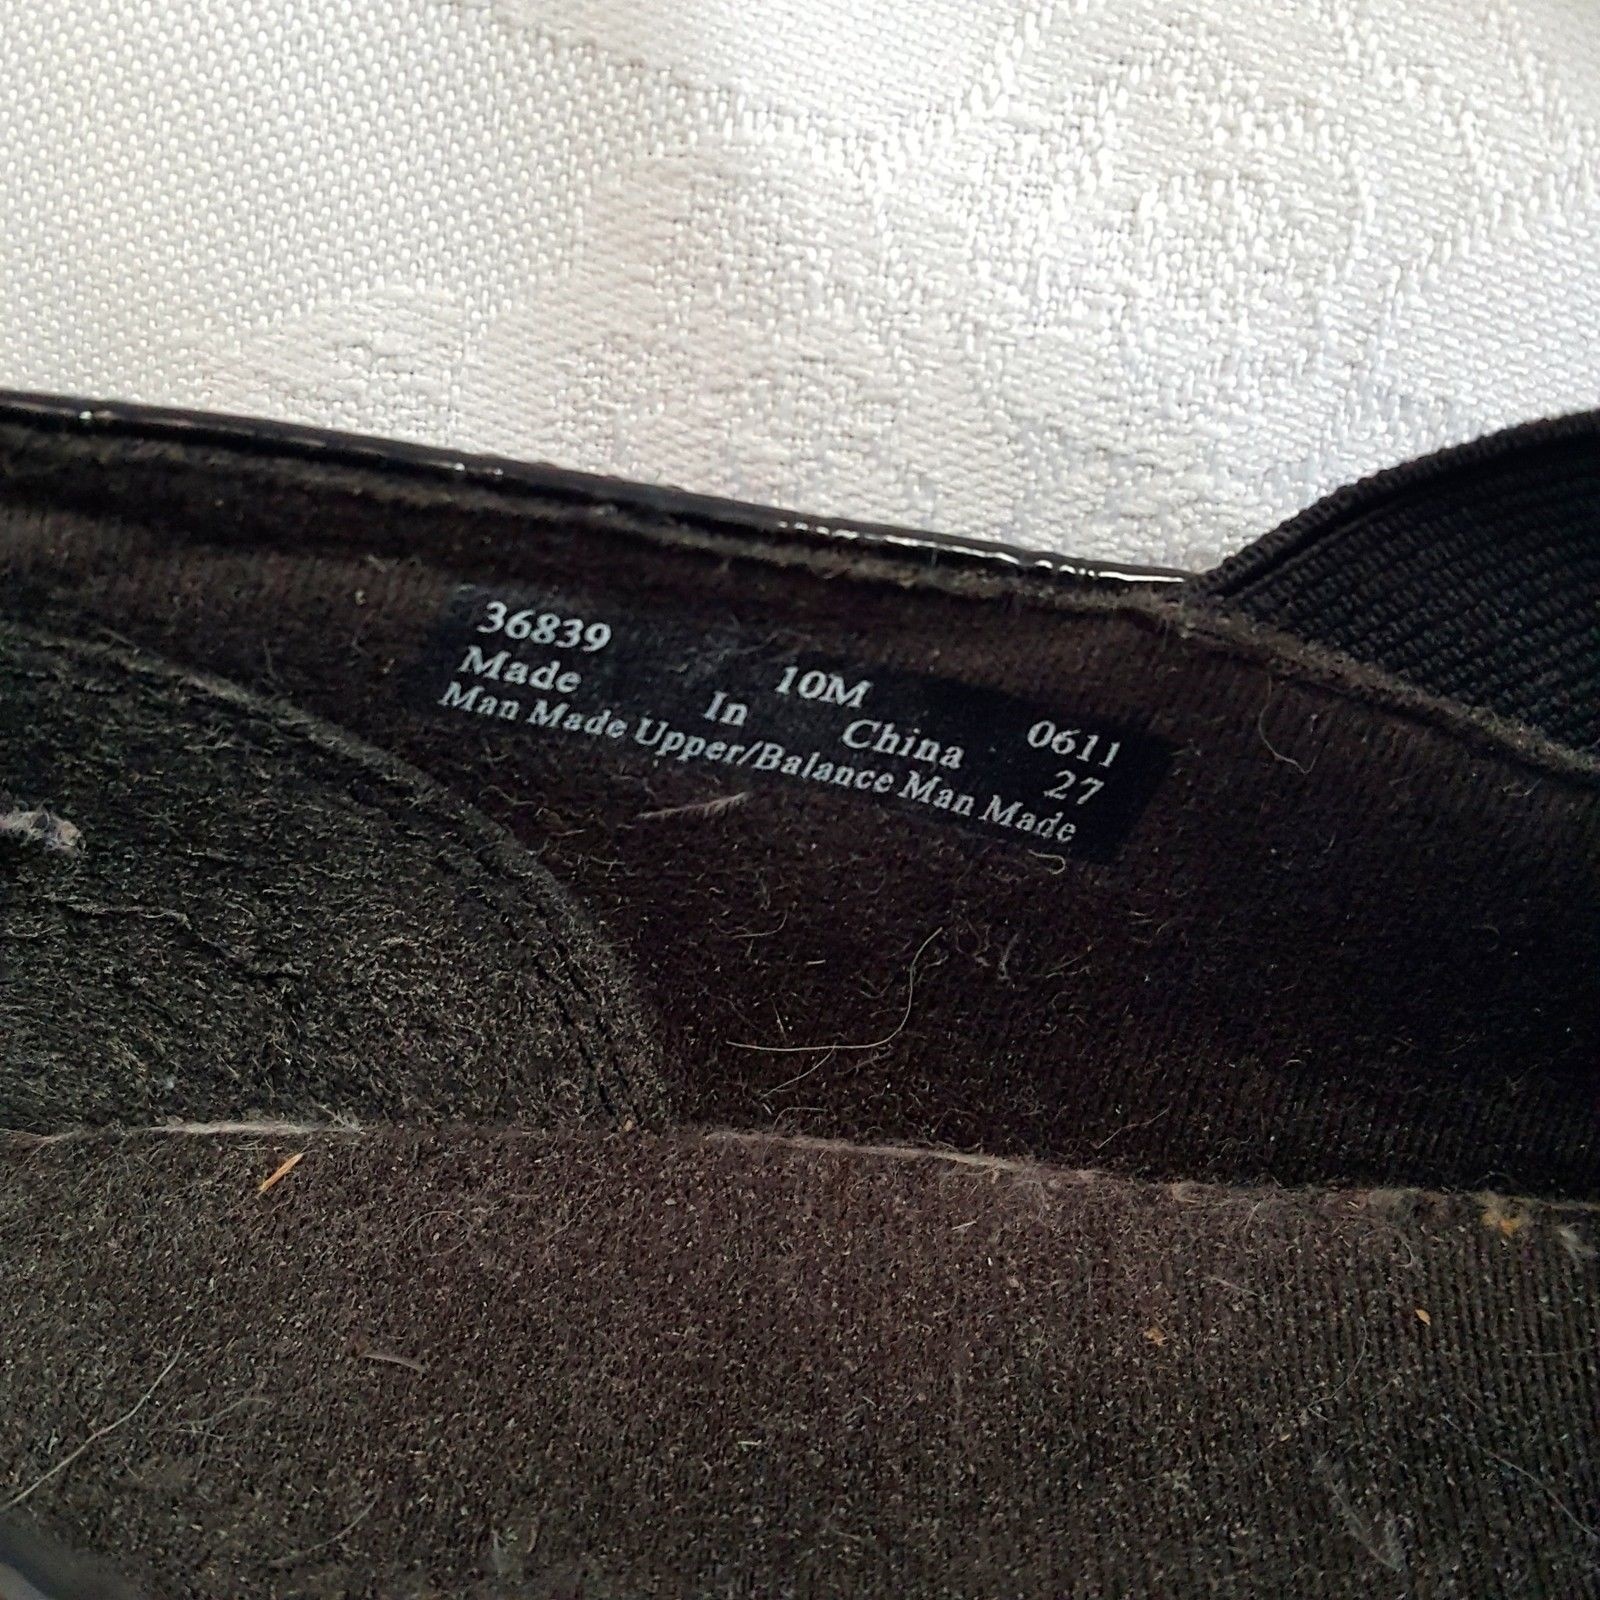 36839 10M 0611
Made In China 27
Man Made Upper/Balance Man Made